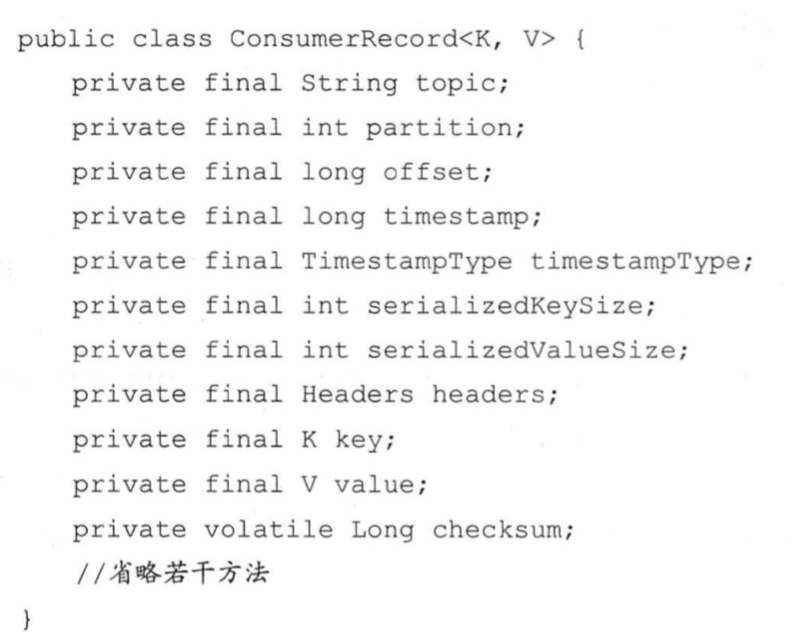 public class ConsumerRecord<K, V> {
    private final String topic;
    private final int partition;
    private final long offset;
    private final long timestamp;
    private final TimestampType timestampType;
    private final int serializedKeySize;
    private final int serializedValueSize;
    private final Headers headers;
    private final K key;
    private final V value;
    private volatile Long checksum;
    //省略若干方法
}